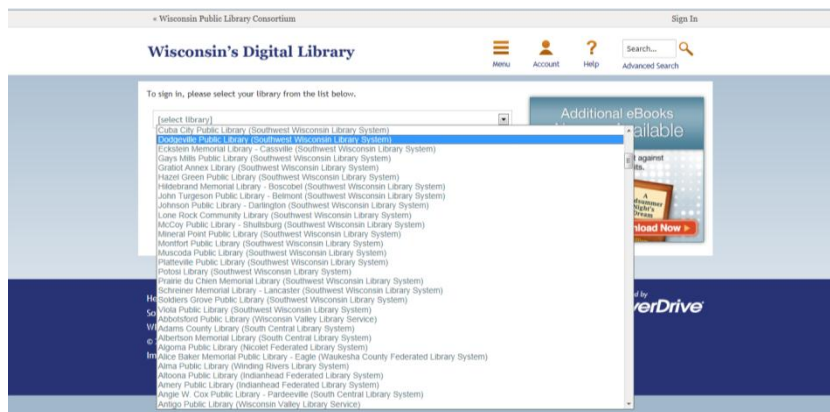 « Wisconsin Public Library Consortium
Sign In
Wisconsin's Digital Library
Menu
Account
?
Help
Search...
Advanced Search
To sign in, please select your library from the list below.
[select library]
Additional eBooks
ailable
Cuba City Public Library (Southwest Wisconsin Library System)
Dodgeville Public Library (Southwest Wisconsin Library System)
Eckstein Memorial Library - Cassville (Southwest Wisconsin Library System)
Gays Mills Public Library (Southwest Wisconsin Library System)
Gratiot Annex Library (Southwest Wisconsin Library System)
Hazel Green Public Library (Southwest Wisconsin Library System)
Hildebrand Memorial Library - Boscobel (Southwest Wisconsin Library System)
John Turgeson Public Library - Belmont (Southwest Wisconsin Library System)
Johnson Public Library - Darlington (Southwest Wisconsin Library System)
Lone Rock Community Library (Southwest Wisconsin Library System)
McCoy Public Library - Shullsburg (Southwest Wisconsin Library System)
Mineral Point Public Library (Southwest Wisconsin Library System)
Montfort Public Library (Southwest Wisconsin Library System)
Muscoda Public Library (Southwest Wisconsin Library System)
Platteville Public Library (Southwest Wisconsin Library System)
Potosi Library (Southwest Wisconsin Library System)
Prairie du Chien Memorial Library (Southwest Wisconsin Library System)
Schreiner Memorial Library - Lancaster (Southwest Wisconsin Library System)
Soldiers Grove Public Library (Southwest Wisconsin Library System)
Viola Public Library (Southwest Wisconsin Library System)
Abbotsford Public Library (Wisconsin Valley Library Service)
Adams County Library (South Central Library System)
Albertson Memorial Library (South Central Library System)
Algoma Public Library (Nicolet Federated Library System)
Alice Baker Memorial Public Library - Eagle (Waukesha County Federated Library System)
Alma Public Library (Winding Rivers Library System)
Altoona Public Library (Indianhead Federated Library System)
Amery Public Library (Indianhead Federated Library System)
Angie W. Cox Public Library - Pardeeville (South Central Library System)
Antigo Public Library (Wisconsin Valley Library Service)
against
A
Midsummer
Night's
Dream
nload Now
d by
verDrive
He
So
Wi
©
Im